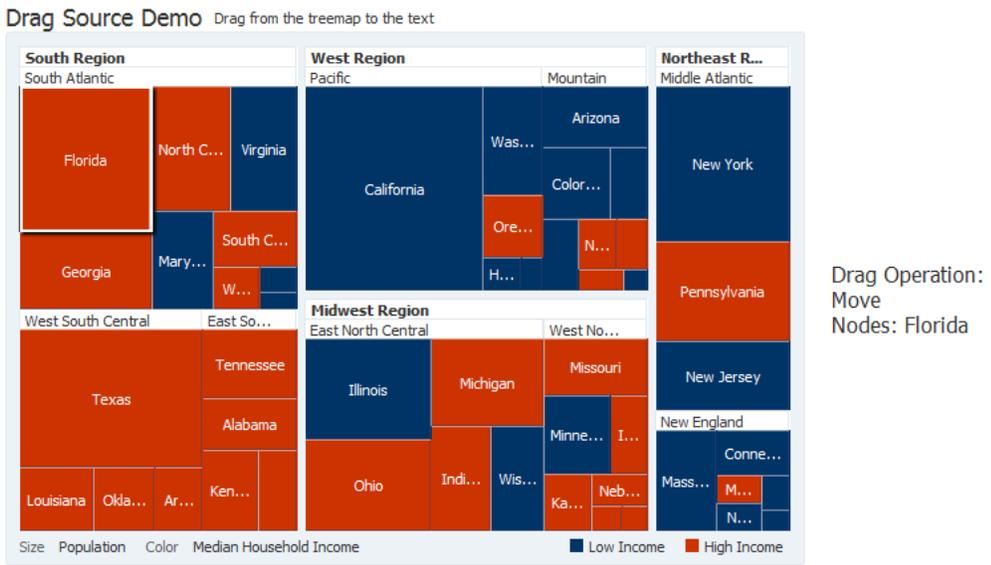 Drag Source Demo Drag from the treemap to the text
South Region
South Atlantic
Florida
North C...
Virginia
Georgia
Mary...
South C...
W...
West South Central
East So...
Texas
Tennessee
Alabama
Louisiana
Okla...
Ar...
Ken...
West Region
Pacific
Mountain
California
Was...
Ore...
H...
Arizona
Color...
N...
Midwest Region
East North Central
West No...
Illinois
Michigan
Ohio
Indi...
Wis...
Missouri
Minne...
I...
Ka...
Neb...
Northeast R...
Middle Atlantic
New York
Pennsylvania
New Jersey
New England
Mass...
Conne...
M...
N...
Size Population Color Median Household Income
Low Income High Income
Drag Operation:
Move
Nodes: Florida